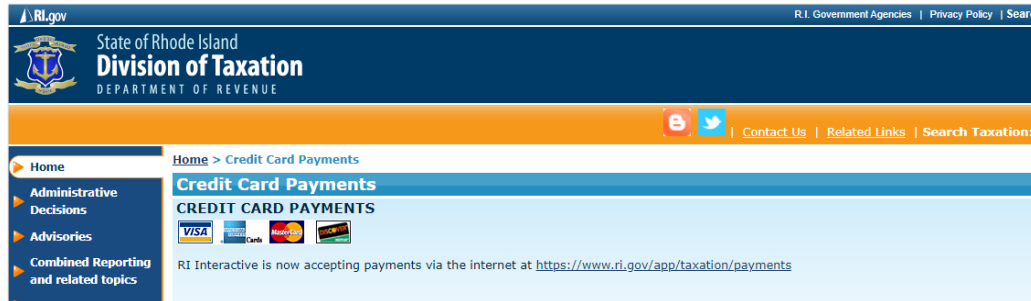 RI.gov
R.I. Government Agencies | Privacy Policy | Sear
State of Rhode Island
Division of Taxation
DEPARTMENT OF REVENUE
| Contact Us | Related Links | Search Taxation:
Home
Administrative
Decisions
Advisories
Combined Reporting
and related topics
Home > Credit Card Payments
Credit Card Payments
CREDIT CARD PAYMENTS
VISA Cards MasterCard DISCOVER
RI Interactive is now accepting payments via the internet at https://www.ri.gov/app/taxation/payments